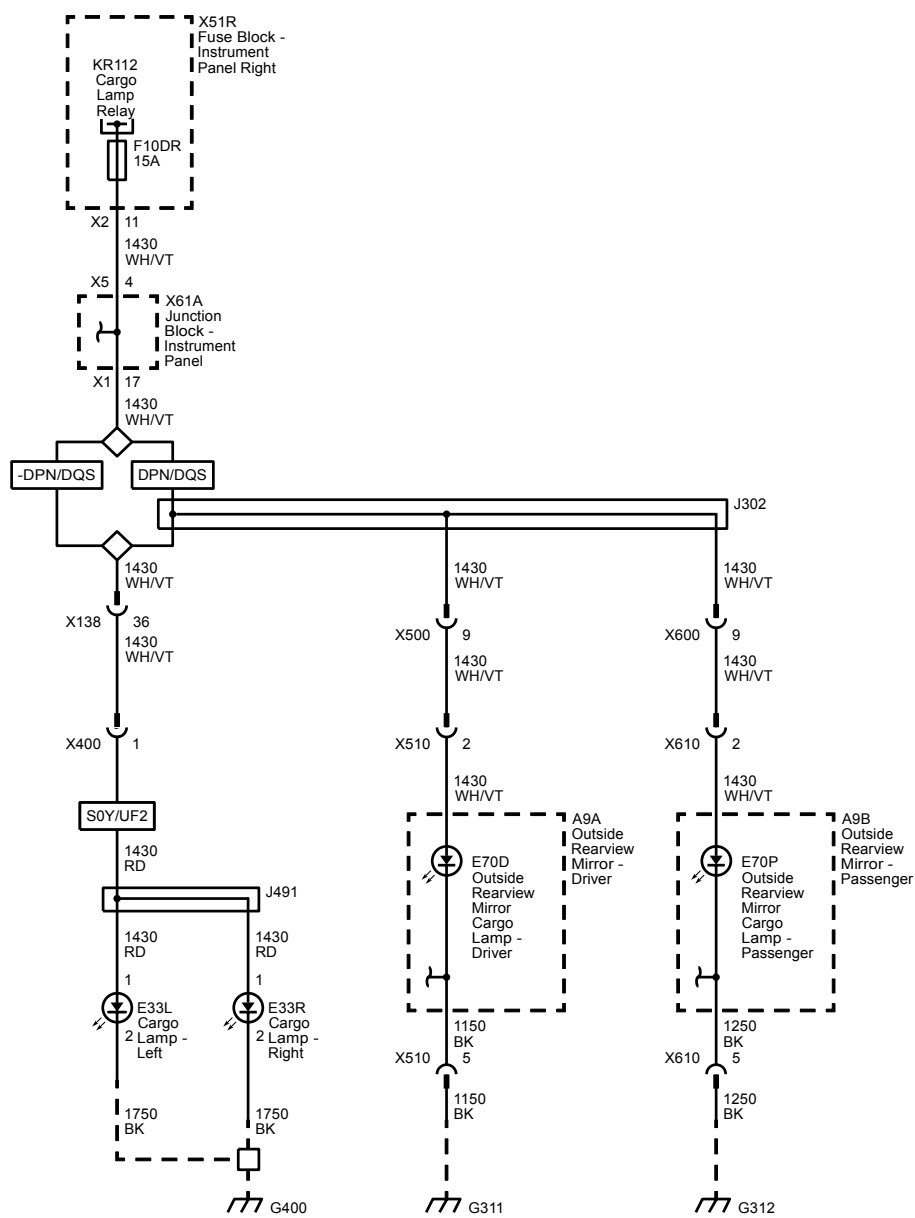 X51R
Fuse Block -
Instrument
Panel Right
KR112
Cargo
Lamp
Relay
F10DR
15A
X2 11
1430
WH/VT
X5 4
X61A
Junction
Block -
Instrument
Panel
X1 17
1430
WH/VT
-DPN/DQS
DPN/DQS
J302
1430
WH/VT
1430
WH/VT
1430
WH/VT
X138 36
X500 9
X600 9
1430
WH/VT
1430
WH/VT
1430
WH/VT
X400 1
X510 2
X610 2
1430
WH/VT
1430
WH/VT
S0Y/UF2
A9A
Outside
Rearview
Mirror -
Driver
A9B
Outside
Rearview
Mirror -
Passenger
1430
RD
E70D
Outside
Rearview
Mirror
Cargo
Lamp -
Driver
E70P
Outside
Rearview
Mirror
Cargo
Lamp -
Passenger
J491
1430
RD
1430
RD
1
1
E33L
Cargo
Lamp -
Left
2
E33R
Cargo
Lamp -
Right
2
1150
BK
1250
BK
X510 5
X610 5
1150
BK
1250
BK
1750
BK
1750
BK
G400
G311
G312